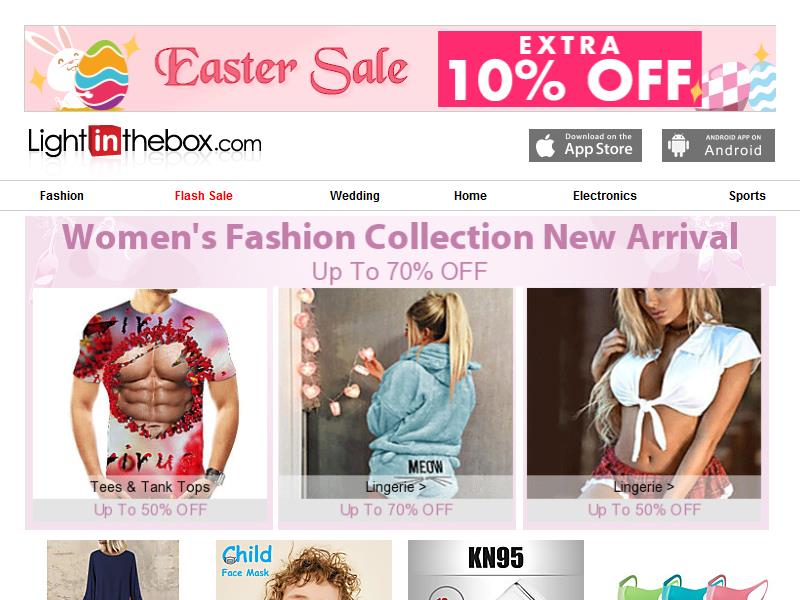 Easter Sale
EXTRA
10% OFF
Lightinthebox.com
Download on the
App Store
ANDROID APP ON
Android
Fashion Flash Sale Wedding Home Electronics Sports
Women's Fashion Collection New Arrival
Up To 70% OFF
virus
virus
MEOW
Tees & Tank Tops Lingerie > Lingerie >
Up To 50% OFF Up To 70% OFF Up To 50% OFF
Child
Face Mask
KN95